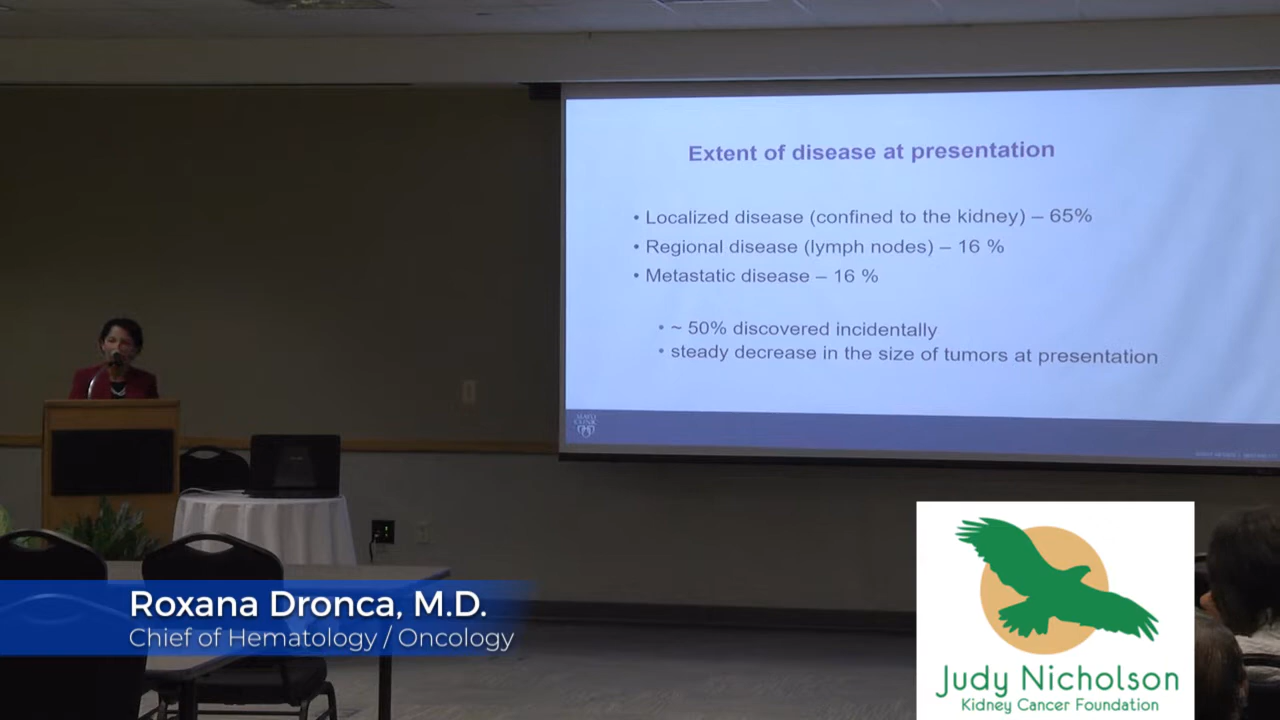 Extent of disease at presentation
• Localized disease (confined to the kidney) – 65%
• Regional disease (lymph nodes) – 16 %
• Metastatic disease – 16 %
• ~ 50% discovered incidentally
• steady decrease in the size of tumors at presentation
MAYO
CLINIC
Roxana Dronca, M.D.
Chief of Hematology / Oncology
Judy Nicholson
Kidney Cancer Foundation